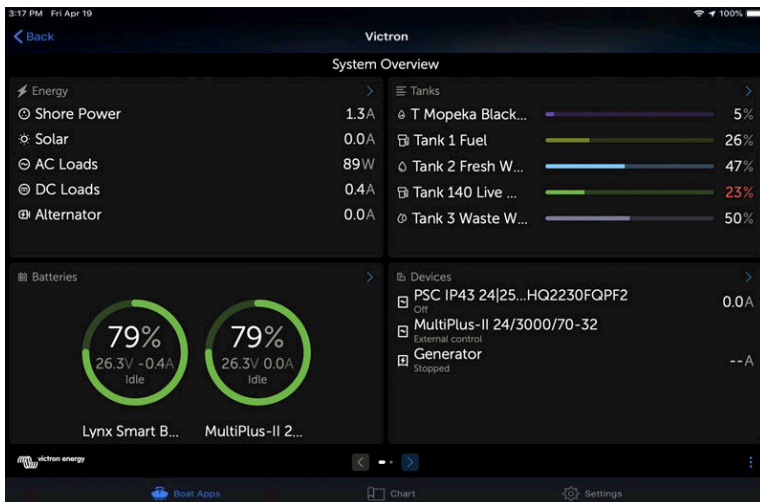 3:17 PM Fri Apr 19
100%
Back
Victron
System Overview
Energy
Shore Power 1.3A
Solar 0.0A
AC Loads 89W
DC Loads 0.4A
Alternator 0.0A
Tanks
T Mopeka Black... 5%
Tank 1 Fuel 26%
Tank 2 Fresh W... 47%
Tank 140 Live ... 23%
Tank 3 Waste W... 50%
Batteries
79% 79%
26.3V -0.4A 26.3V 0.0A
Idle Idle
Lynx Smart B... MultiPlus-II 2...
Devices
PSC IP43 24|25...HQ2230FQPF2 0.0A
Off
MultiPlus-II 24/3000/70-32
External control
Generator --A
Stopped
victron energy
Boat Apps Chart Settings